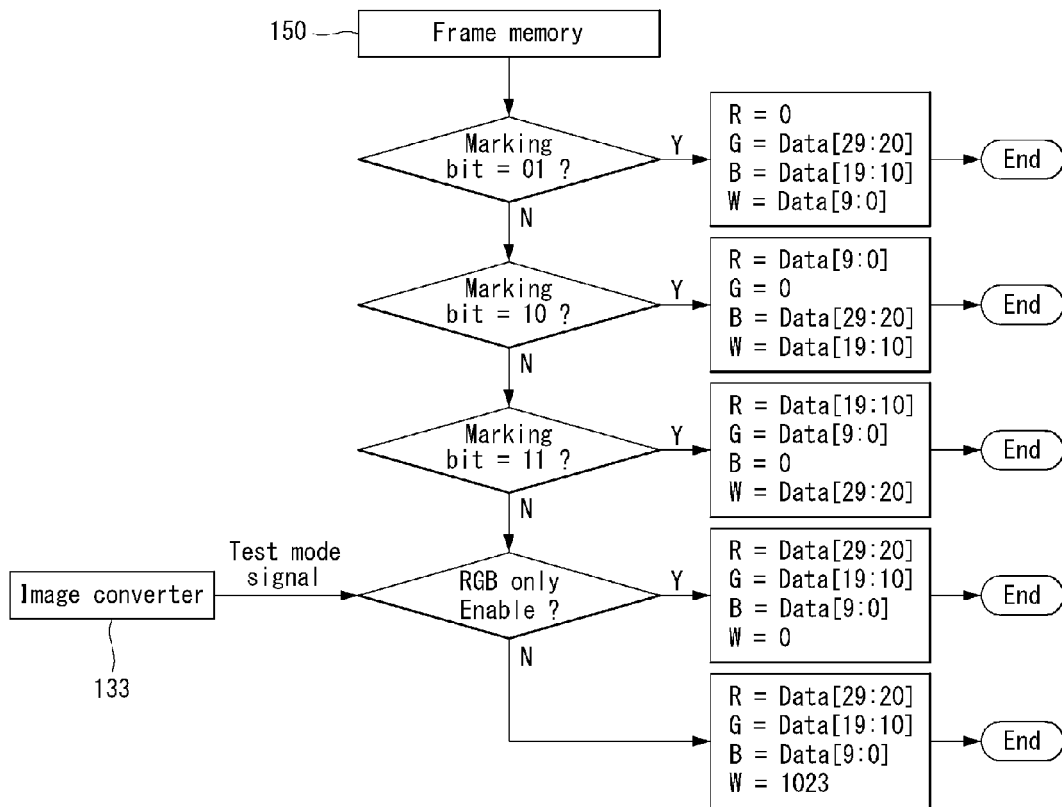 150
Frame memory
Marking
bit = 01 ?
Y
N
R = 0
G = Data[29:20]
B = Data[19:10]
W = Data[9:0]
End
Marking
bit = 10 ?
Y
N
R = Data[9:0]
G = 0
B = Data[29:20]
W = Data[19:10]
End
Marking
bit = 11 ?
Y
N
R = Data[19:10]
G = Data[9:0]
B = 0
W = Data[29:20]
End
Image converter
133
Test mode
signal
RGB only
Enable ?
Y
N
R = Data[29:20]
G = Data[19:10]
B = Data[9:0]
W = 0
End
R = Data[29:20]
G = Data[19:10]
B = Data[9:0]
W = 1023
End